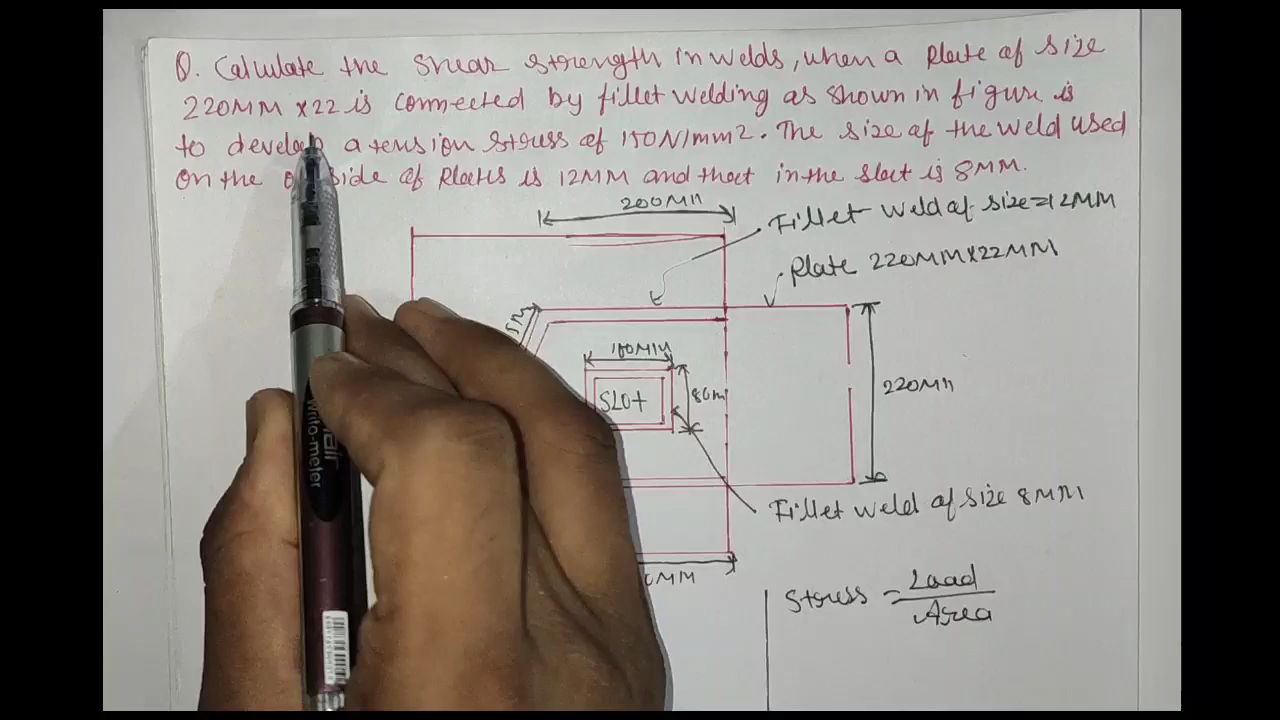 Q. Calculate the Shear strength in welds, when a Plate of size
220MM x22 is connected by fillet welding as shown in figure is
to develop a tension stress of 150N/mm2. The size of the weld used
on the side of Plates is 12MM and that in the slot is 8MM.
200MM
Fillet weld of size=12MM
Plate 220MMX22MM
100MM
SLOT
220MM
Fillet weld of size 8MM
Stress = Load
Area